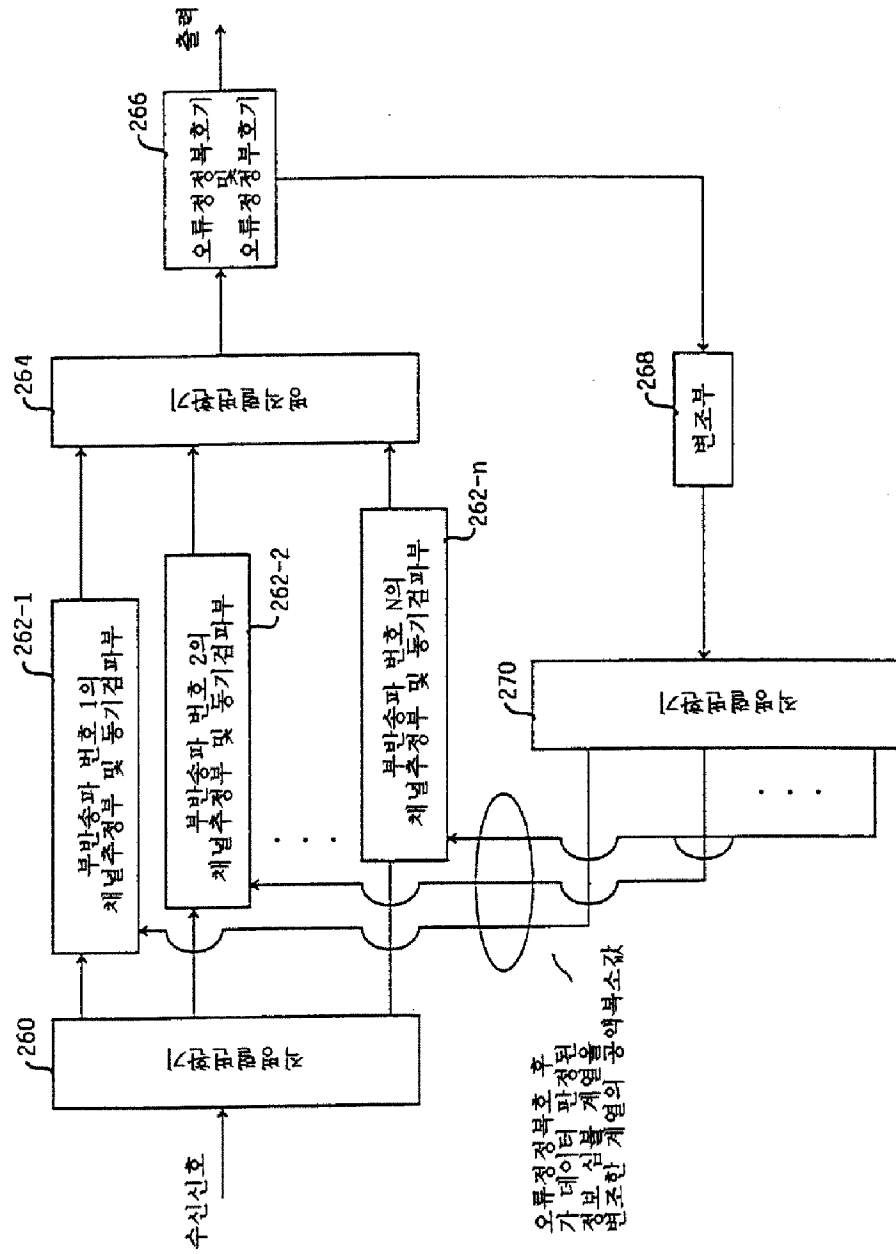 수신신호
260
직병렬변환기
262-1
부반송파 번호 1의
채널추정부 및 동기검파부
262-2
부반송파 번호 2의
채널추정부 및 동기검파부
· · ·
262-n
부반송파 번호 N의
채널추정부 및 동기검파부
264
병직렬변환기
266
오류정정복호기
및
오류정정부호기
출력
268
변조부
270
직병렬변환기
· · ·
오류정정복호 후
가 데이터 판정된
정보 심볼 계열을
변조한 계열의 공액복소값